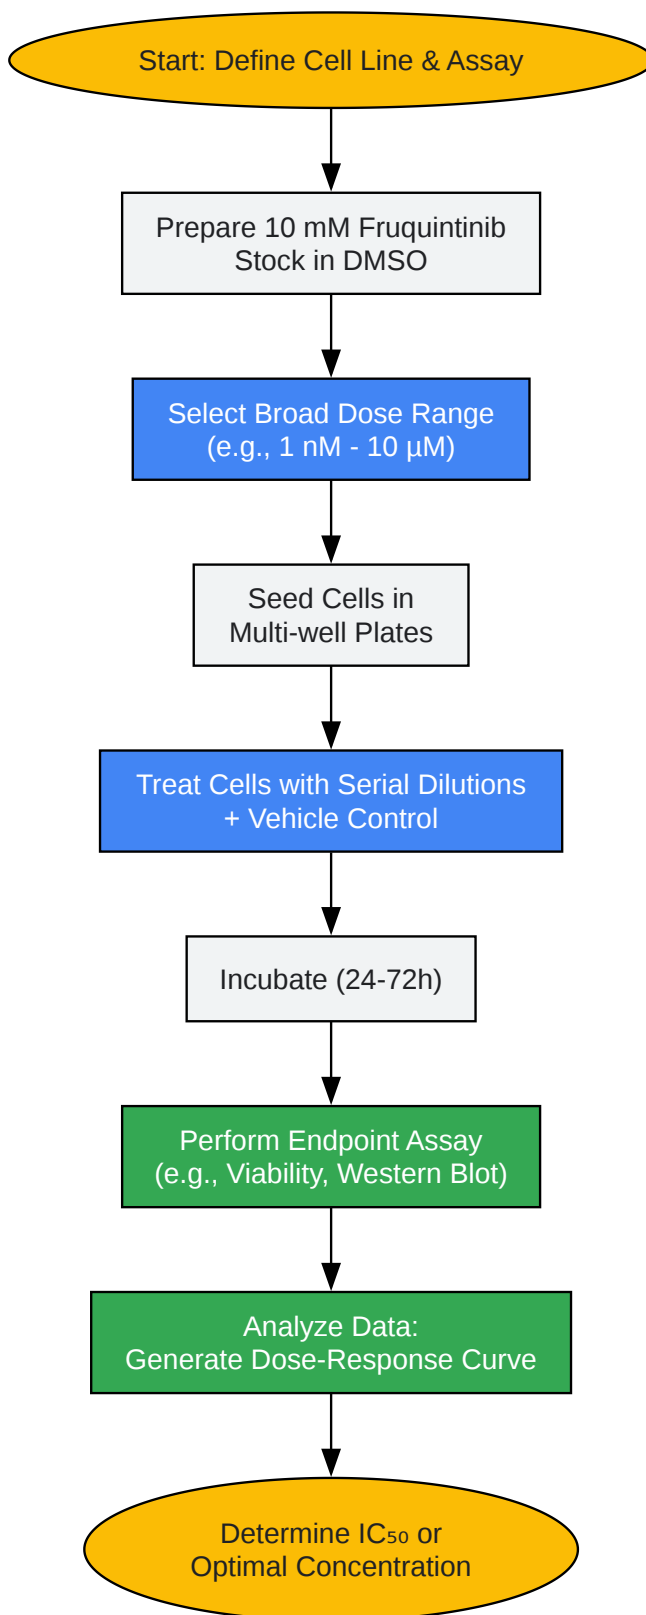 Start: Define Cell Line & Assay
Prepare 10 mM Fruquintinib
Stock in DMSO
Select Broad Dose Range
(e.g., 1 nM - 10 µM)
Seed Cells in
Multi-well Plates
Treat Cells with Serial Dilutions
+ Vehicle Control
Incubate (24-72h)
Perform Endpoint Assay
(e.g., Viability, Western Blot)
Analyze Data:
Generate Dose-Response Curve
Determine IC₅₀ or
Optimal Concentration